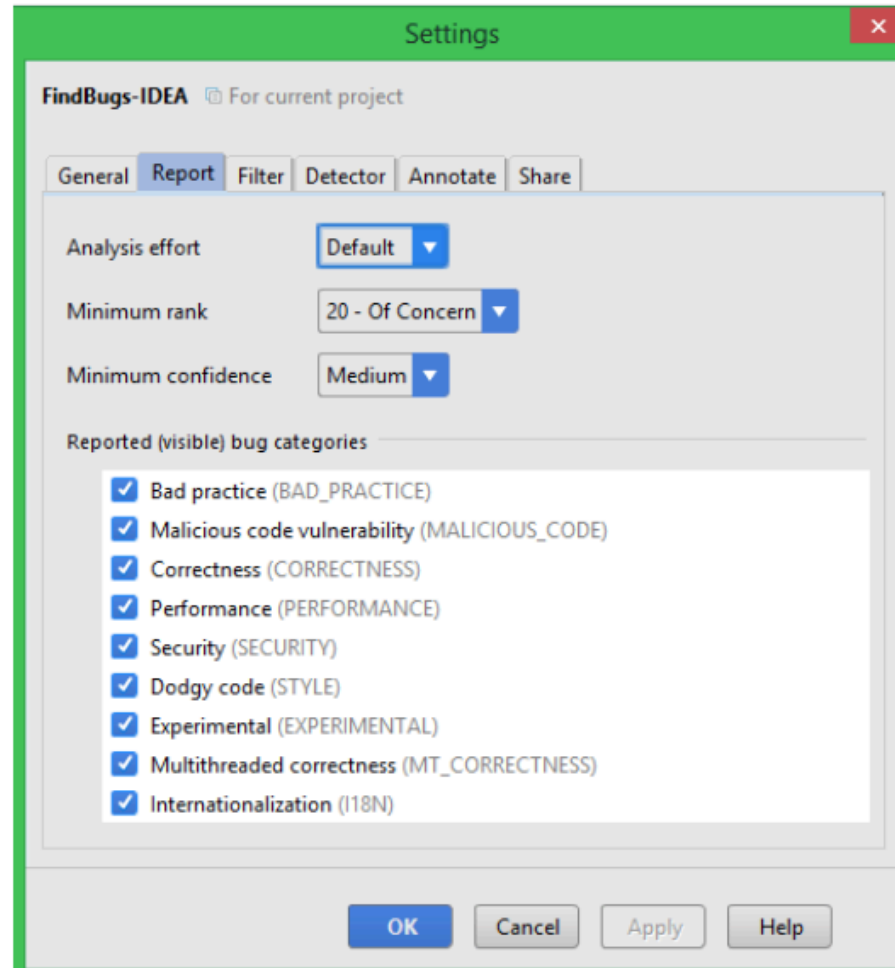 Settings
FindBugs-IDEA For current project
General Report Filter Detector Annotate Share
Analysis effort Default
Minimum rank 20 - Of Concern
Minimum confidence Medium
Reported (visible) bug categories
Bad practice (BAD_PRACTICE)
Malicious code vulnerability (MALICIOUS_CODE)
Correctness (CORRECTNESS)
Performance (PERFORMANCE)
Security (SECURITY)
Dodgy code (STYLE)
Experimental (EXPERIMENTAL)
Multithreaded correctness (MT_CORRECTNESS)
Internationalization (I18N)
OK Cancel Apply Help